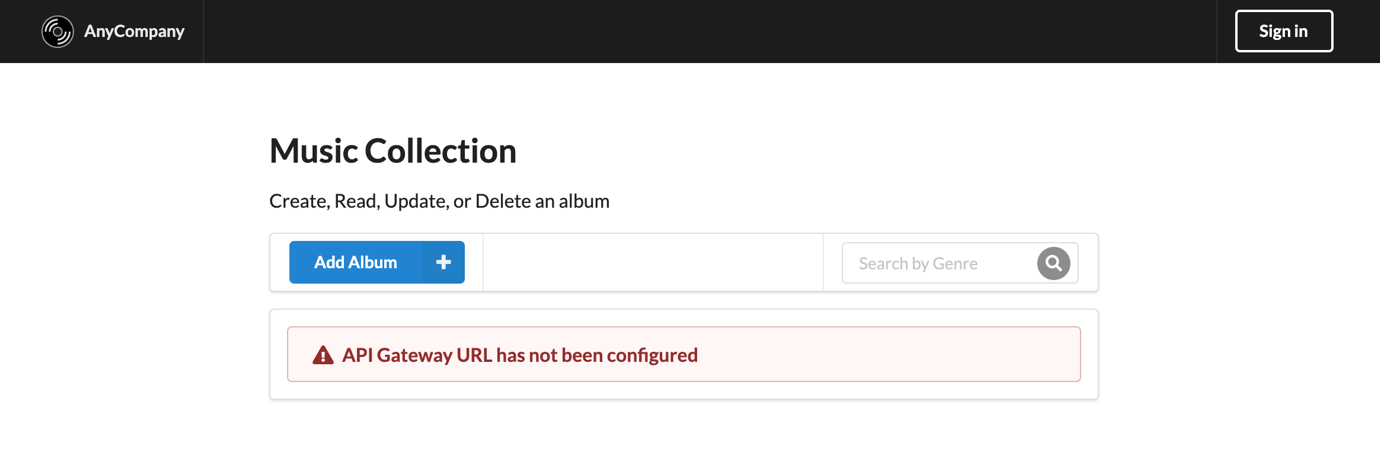 AnyCompany
Sign in
Music Collection
Create, Read, Update, or Delete an album
Add Album
Search by Genre
API Gateway URL has not been configured